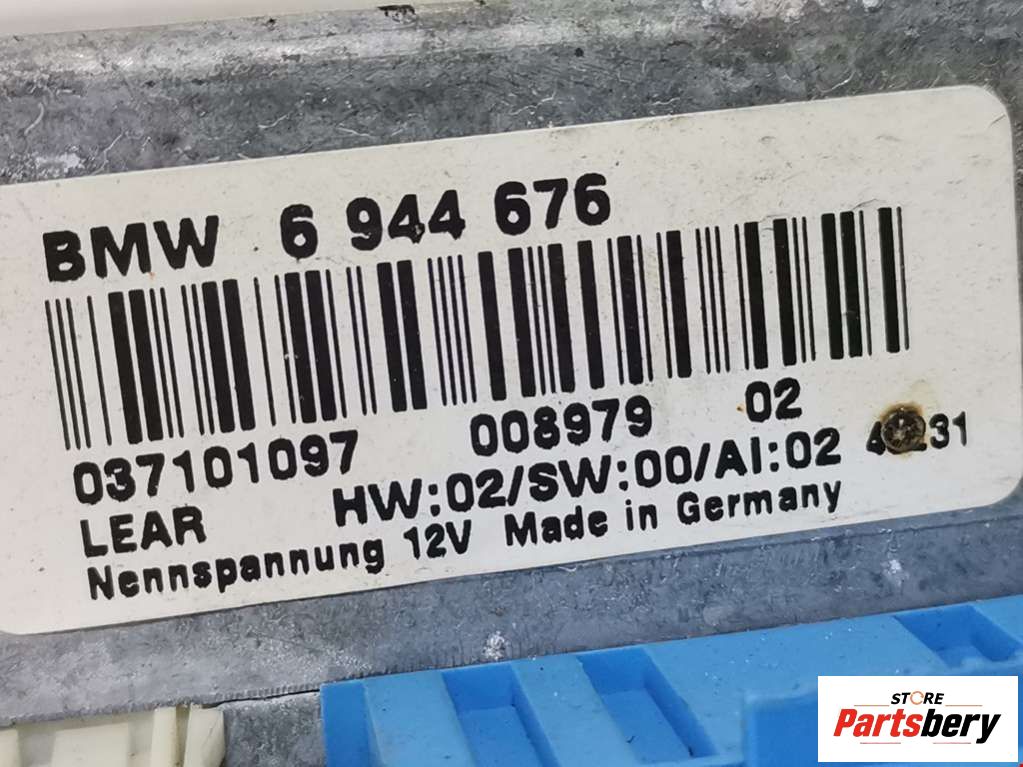 BMW 6 944 676
037101097 008979 02
LEAR HW:02/SW:00/AI:02
Nennspannung 12V Made in Germany
STORE
Partsbery